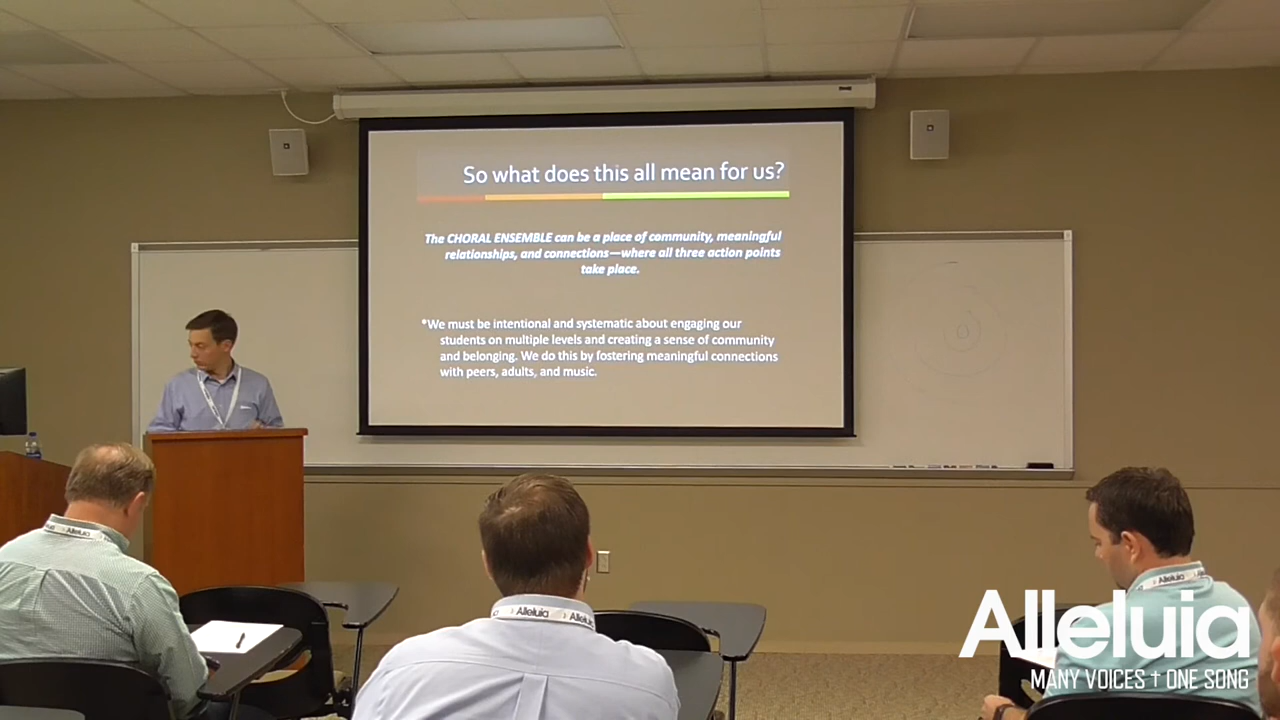 So what does this all mean for us?
The CHORAL ENSEMBLE can be a place of community, meaningful
relationships, and connections—where all three action points
take place.
*We must be intentional and systematic about engaging our
students on multiple levels and creating a sense of community
and belonging. We do this by fostering meaningful connections
with peers, adults, and music.
Alleluia
Alleluia
Alleluia
Alleluia
MANY VOICES † ONE SONG